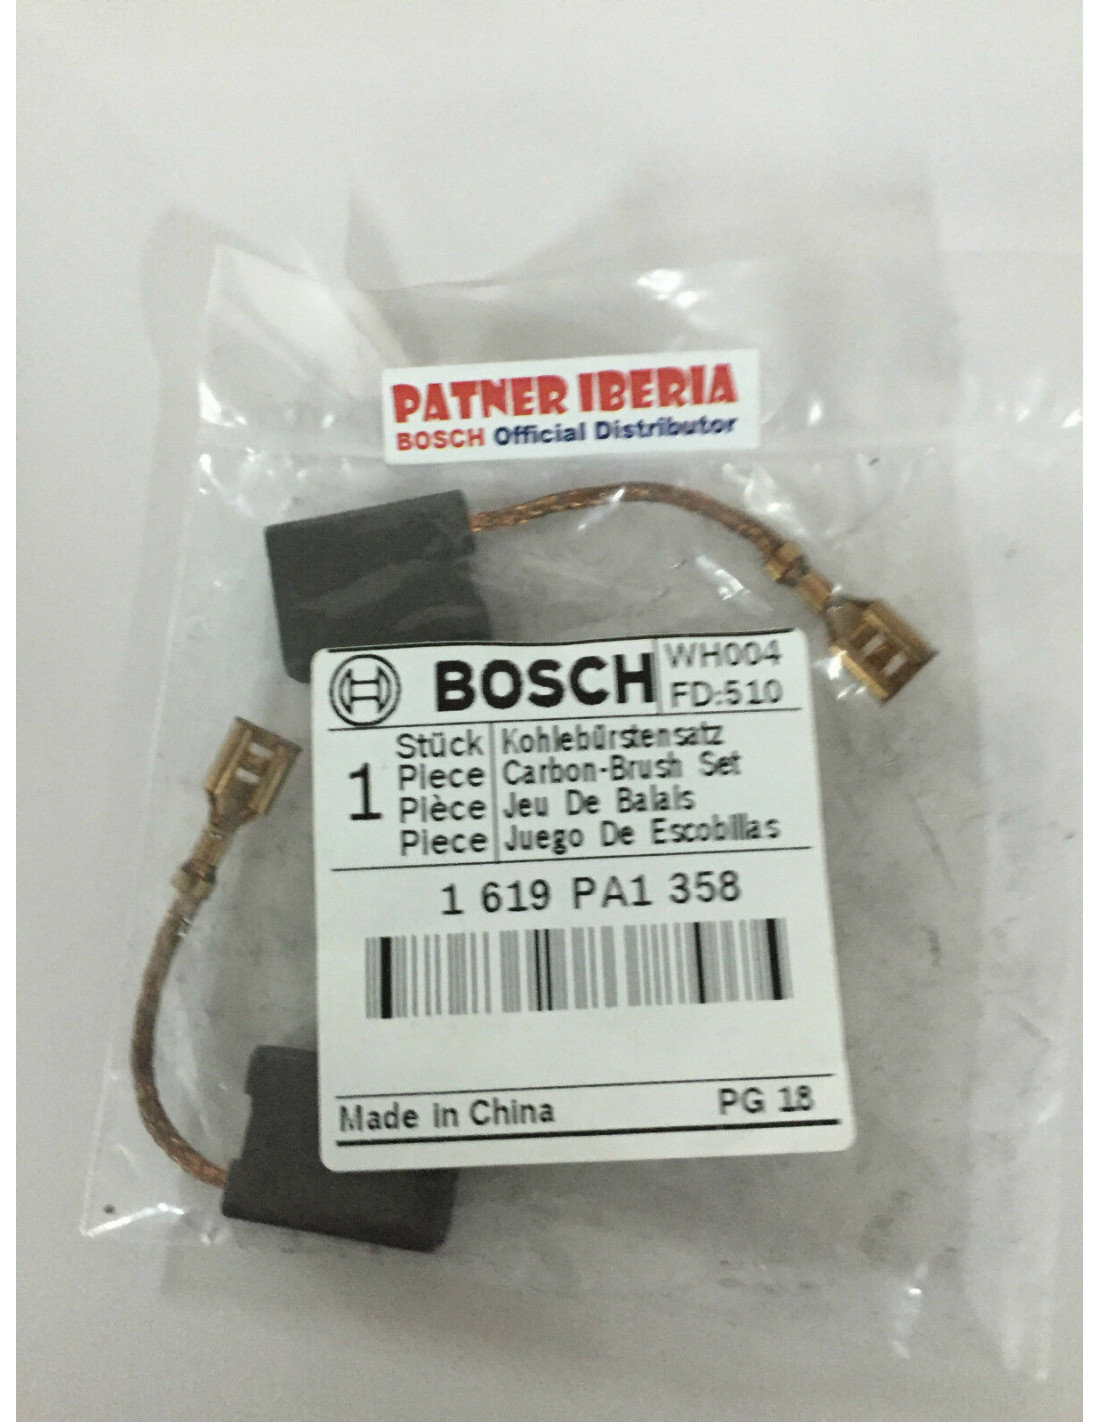 PATNER IBERIA
BOSCH Official Distributor
BOSCH
WH004
FD:510
1
Stück
Piece
Pièce
Piece
Kohlebürstensatz
Carbon-Brush Set
Jeu De Balais
Juego De Escobillas
1 619 PA1 358
Made in China
PG 18